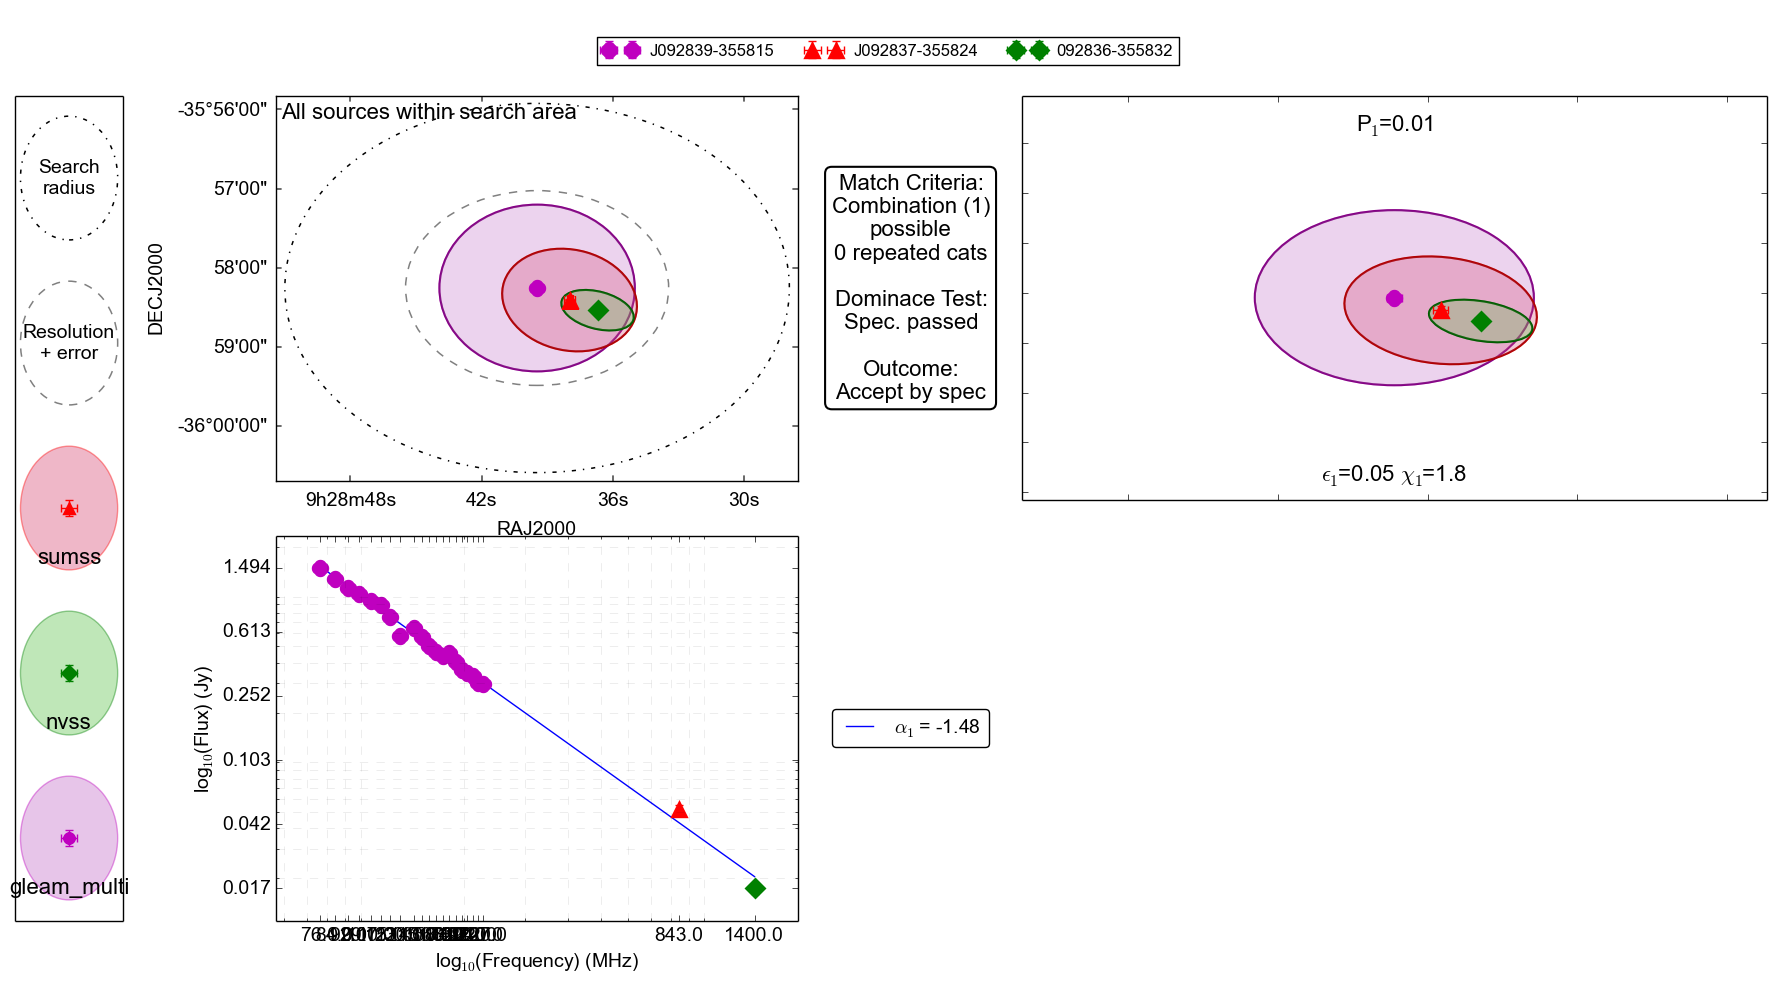 J092839-355815
J092837-355824
092836-355832
Search
radius
Resolution
+ error
sumss
nvss
gleam_multi
All sources within search area
DECJ2000
-35°56'00"
57'00"
58'00"
59'00"
-36°00'00"
9h28m48s
42s
36s
30s
RAJ2000
Match Criteria:
Combination (1)
possible
0 repeated cats
Dominace Test:
Spec. passed
Outcome:
Accept by spec
P₁=0.01
ϵ₁=0.05 χ₁=1.8
log₁₀(Flux) (Jy)
1.494
0.613
0.252
0.103
0.042
0.017
843.0
1400.0
log₁₀(Frequency) (MHz)
α₁ = -1.48